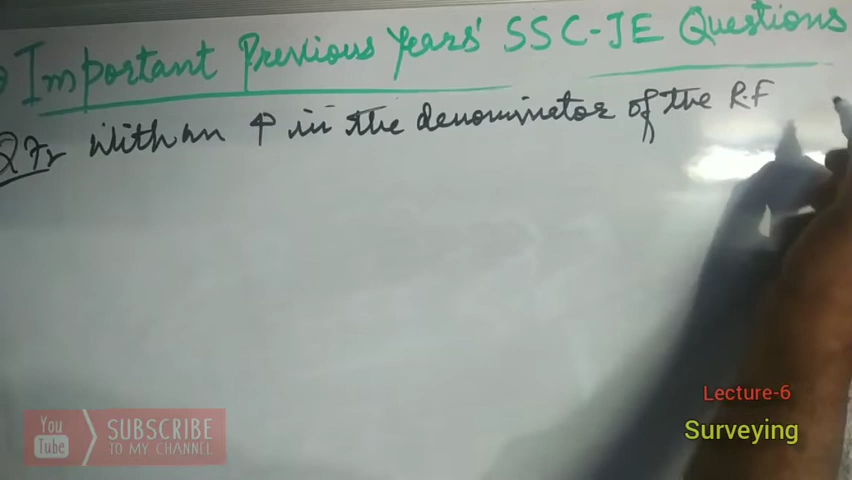 Important Previous Years' SSC-JE Questions
With an ↑ in the denominator of the R.F
Lecture-6
Surveying
You
Tube
SUBSCRIBE
TO MY CHANNEL